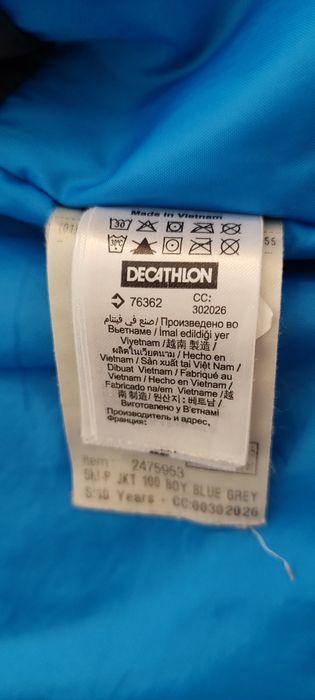 Made in Vietnam
30
30°C
55
DECATHLON
76362
CC:
302026
صنع في فيتنام / Произведено во
Вьетнаме / İmal edildiği yer
Viyetnam / 越南 製造 /
ผลิตในเวียดนาม / Hecho en
Vietnam / Sản xuất tại Việt Nam /
Dibuat Vietnam / Fabriqué au
Vietnam / Hecho en Vietnam /
Fabricado na/em Vietname / 越
南 制造 / 원산지 : 베트남 /
Виготовлено у В'єтнамі
Производитель и адрес,
Франция:
Item: 2475953
SKI-P JKT 100 BOY BLUE GREY
S:10 Years - CC:00302026